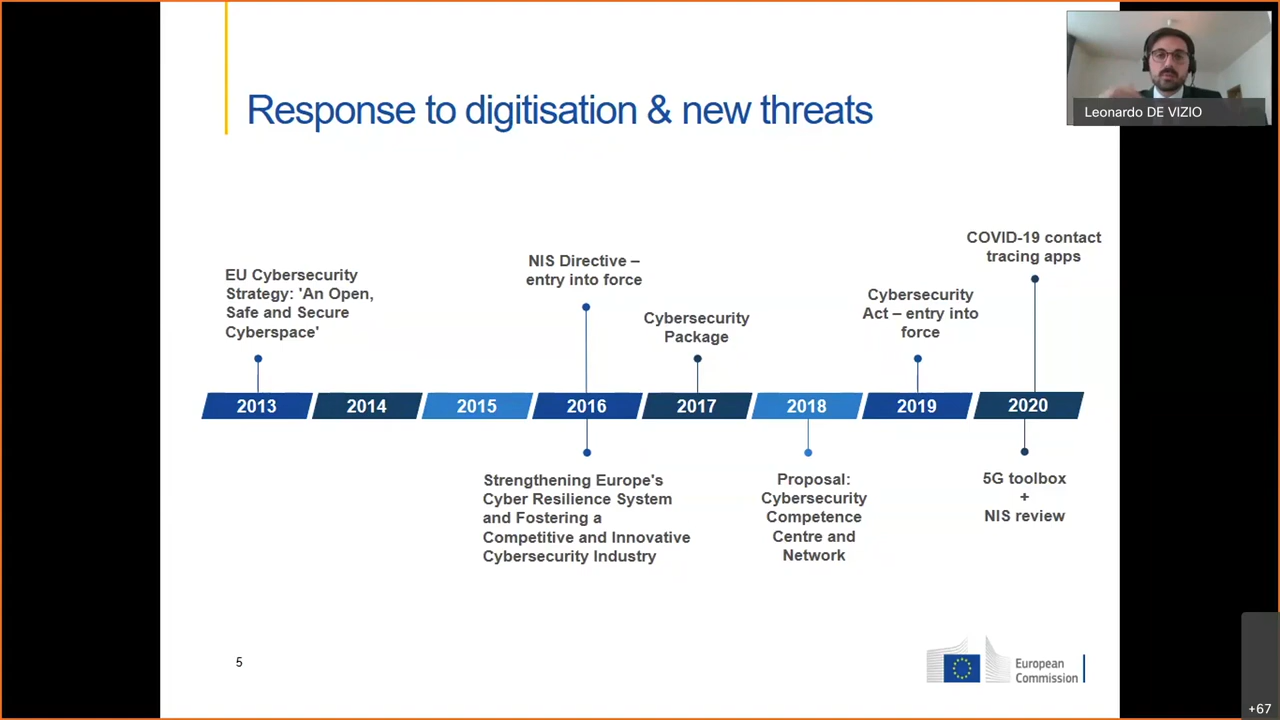 Response to digitisation & new threats
Leonardo DE VIZIO
EU Cybersecurity
Strategy: 'An Open,
Safe and Secure
Cyberspace'
NIS Directive –
entry into force
Cybersecurity
Package
Cybersecurity
Act – entry into
force
COVID-19 contact
tracing apps
2013
2014
2015
2016
2017
2018
2019
2020
Strengthening Europe's
Cyber Resilience System
and Fostering a
Competitive and Innovative
Cybersecurity Industry
Proposal:
Cybersecurity
Competence
Centre and
Network
5G toolbox
+
NIS review
5
European
Commission
+67